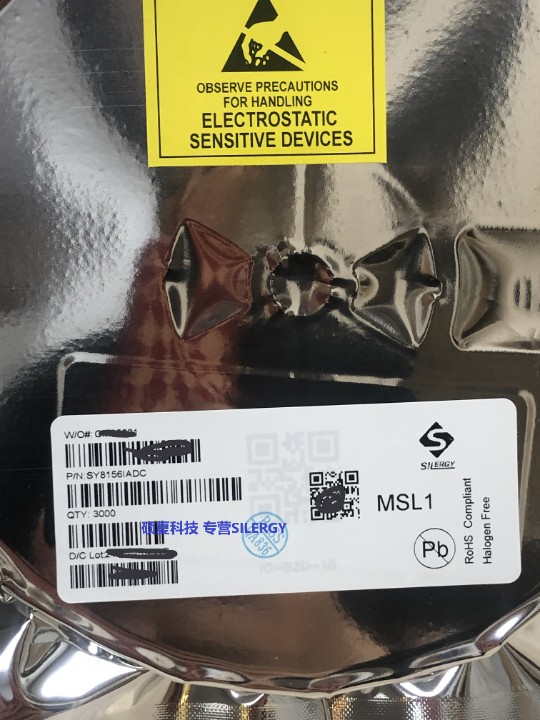 OBSERVE PRECAUTIONS
FOR HANDLING
ELECTROSTATIC
SENSITIVE DEVICES
W/O#:
P/N:SY8156IADC
QTY: 3000
D/C Lot:
硕夏科技 专营SILERGY
SILERGY
MSL1
Pb
RoHS Compliant
Halogen Free